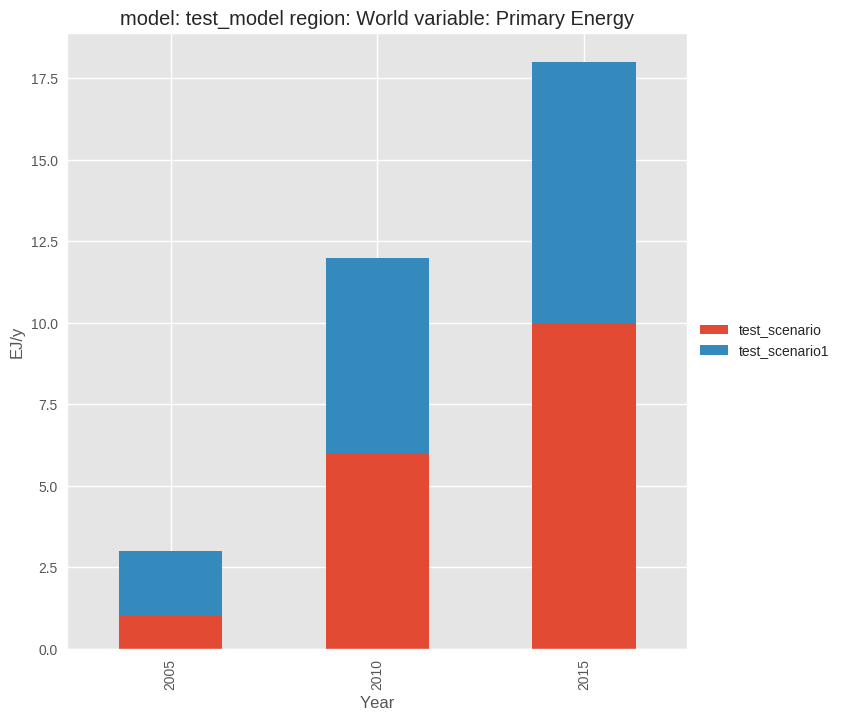 model: test_model region: World variable: Primary Energy
17.5
15.0
12.5
10.0
7.5
5.0
2.5
0.0
EJ/y
2005
2010
2015
Year
test_scenario
test_scenario1